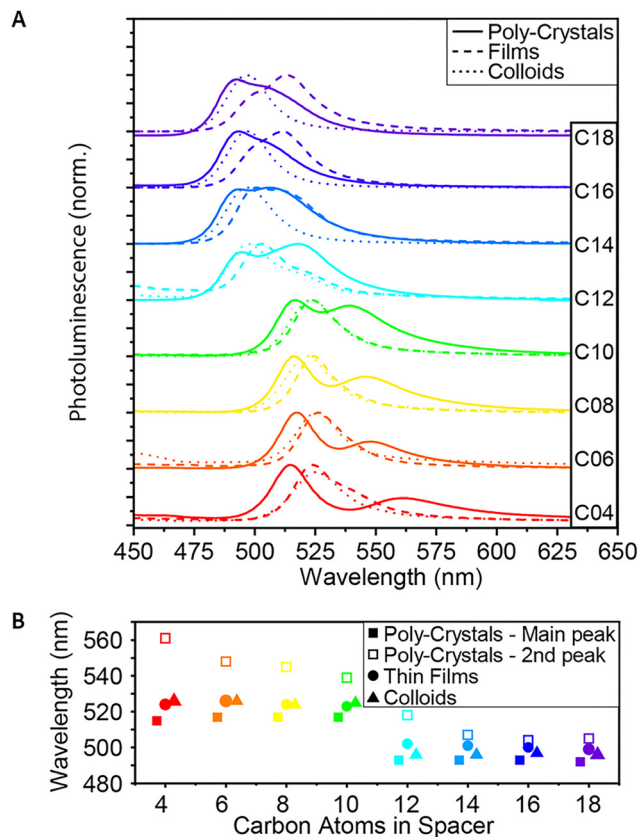 A
Poly-Crystals
Films
Colloids
C18
C16
C14
C12
C10
C08
C06
C04
Photoluminescence (norm.)
450 500 525 550 575 600 625 650
Wavelength (nm)
B
Poly-Crystals - Main peak
Poly-Crystals - 2nd peak
Thin Films
Colloids
Wavelength (nm)
560
540
520
500
480
4 6 8 10 12 14 16 18
Carbon Atoms in Spacer